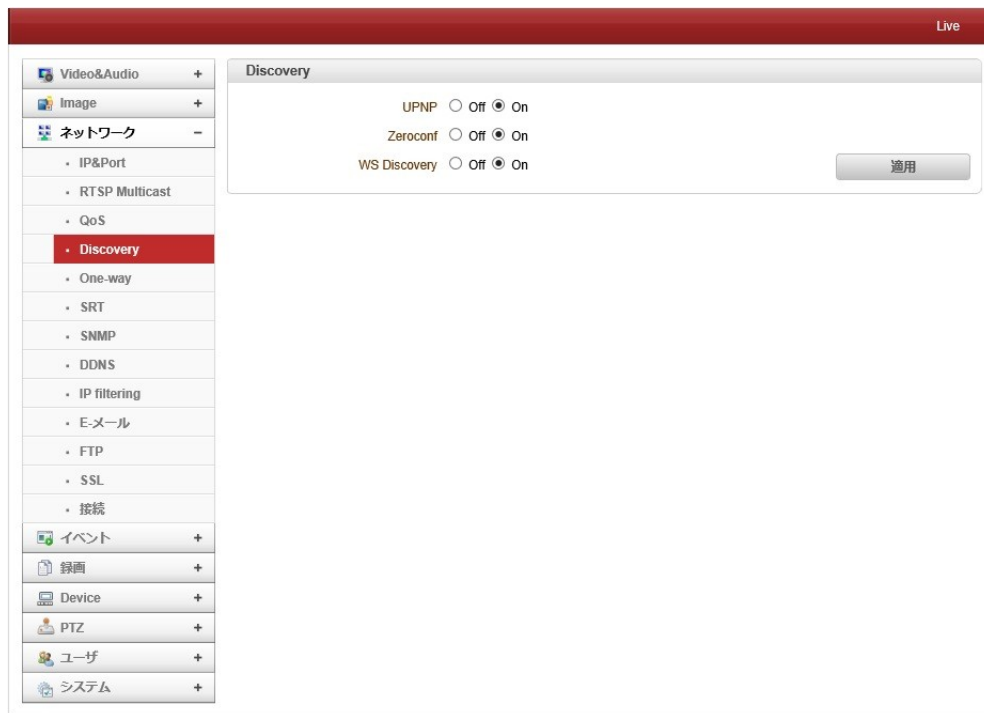 Live
Video&Audio +
Image +
ネットワーク -
• IP&Port
• RTSP Multicast
• QoS
• Discovery
• One-way
• SRT
• SNMP
• DDNS
• IP filtering
• E-メール
• FTP
• SSL
• 接続
イベント +
録画 +
Device +
PTZ +
ユーザ +
システム +
Discovery
UPNP Off On
Zeroconf Off On
WS Discovery Off On
適用